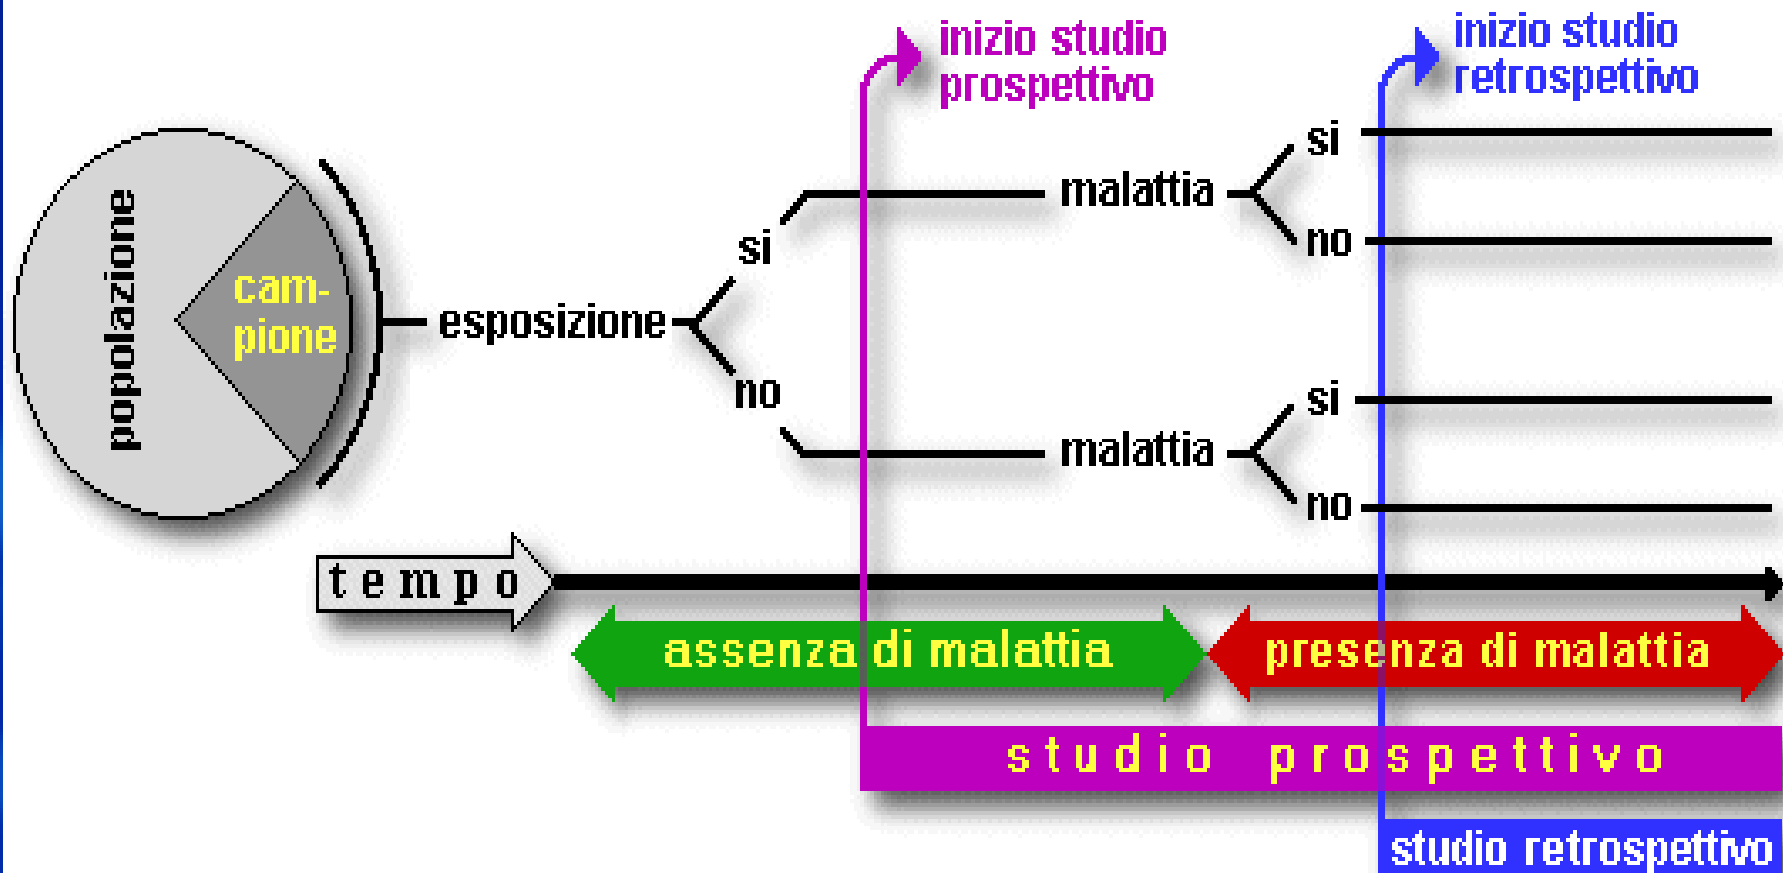 inizio studio
prospettivo
inizio studio
retrospettivo
popolazione
cam-
pione
esposizione
si
no
malattia
si
no
malattia
si
no
tempo
assenza di malattia
presenza di malattia
studio prospettivo
studio retrospettivo